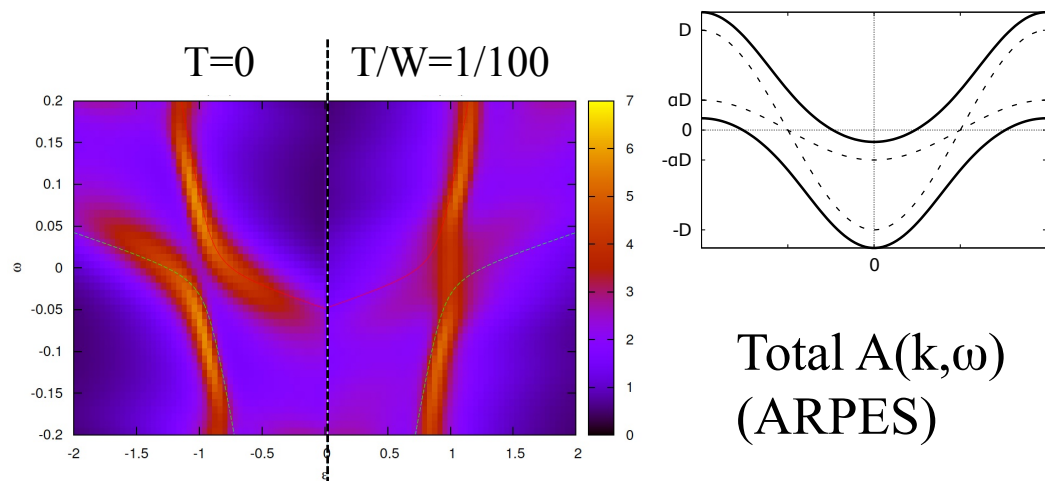 T=0
T/W=1/100
0.2
0.15
0.1
0.05
0
-0.05
-0.1
-0.15
-0.2
ω
-2
-1.5
-1
-0.5
0
0.5
1
1.5
2
ε
7
6
5
4
3
2
1
0
D
aD
0
-aD
-D
0
Total A(k,ω)
(ARPES)